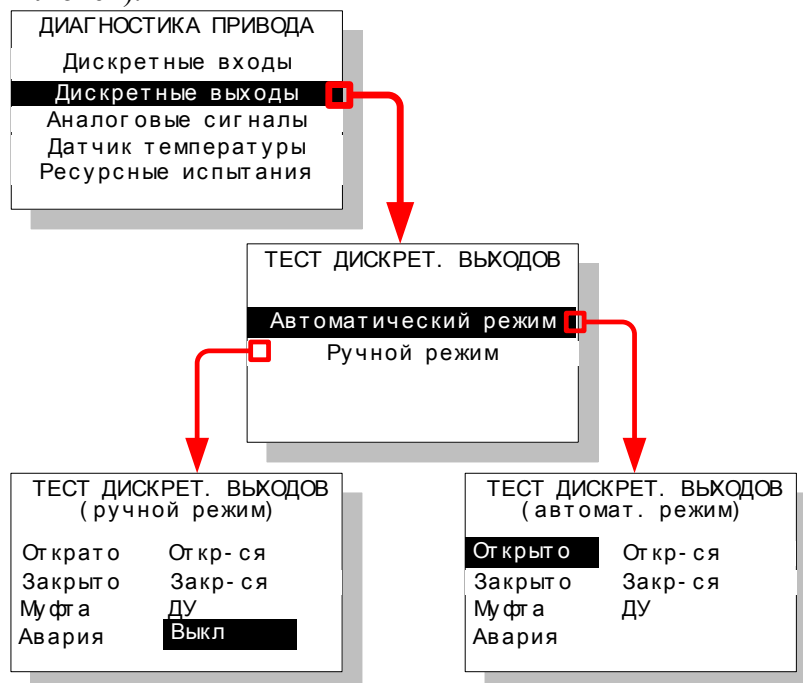 ДИАГНОСТИКА ПРИВОДА
Дискретные входы
Дискретные выходы
Аналоговые сигналы
Датчик температуры
Ресурсные испытания
ТЕСТ ДИСКРЕТ. ВЫХОДОВ
Автоматический режим
Ручной режим
ТЕСТ ДИСКРЕТ. ВЫХОДОВ
(ручной режим)
Открато Откр-ся
Закрыто Закр-ся
Муфта ДУ
Авария Выкл
ТЕСТ ДИСКРЕТ. ВЫХОДОВ
(автомат. режим)
Открыто Откр-ся
Закрыто Закр-ся
Муфта ДУ
Авария